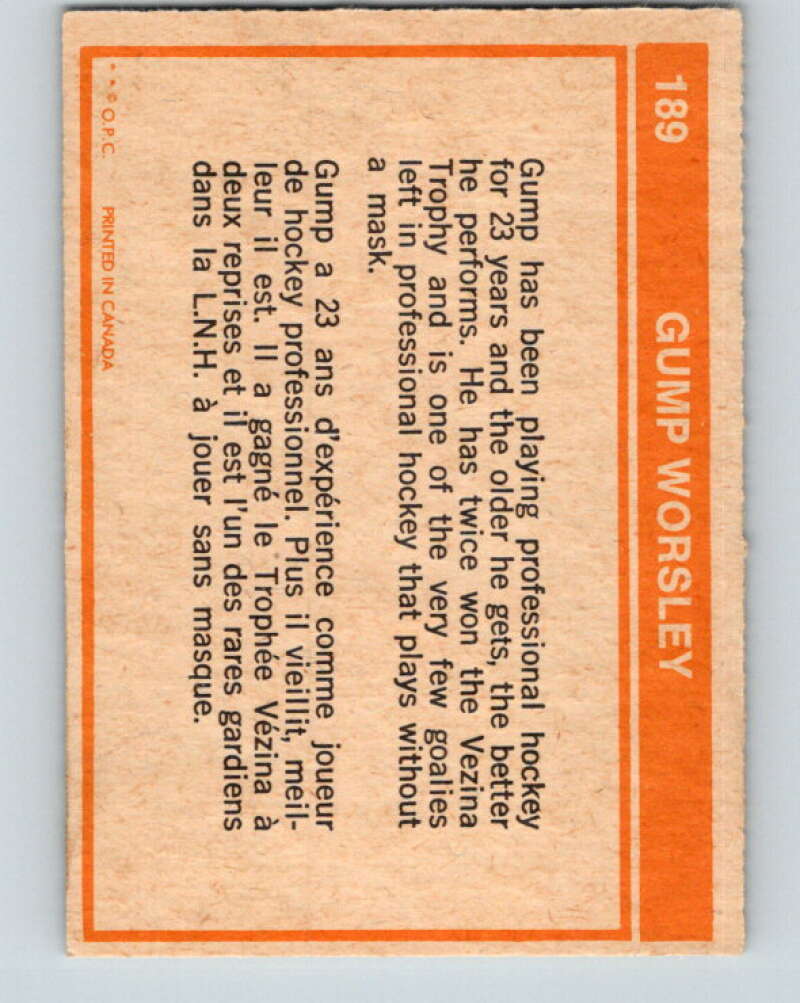 189 GUMP WORSLEY
Gump has been playing professional hockey
for 23 years and the older he gets, the better
he performs. He has twice won the Vezina
Trophy and is one of the very few goalies
left in professional hockey that plays without
a mask.
Gump a 23 ans d'expérience comme joueur
de hockey professionnel. Plus il vieillit, meil-
leur il est. Il a gagné le Trophée Vézina à
deux reprises et il est l'un des rares gardiens
dans la L.N.H. à jouer sans masque.
* * © O.P.C. PRINTED IN CANADA